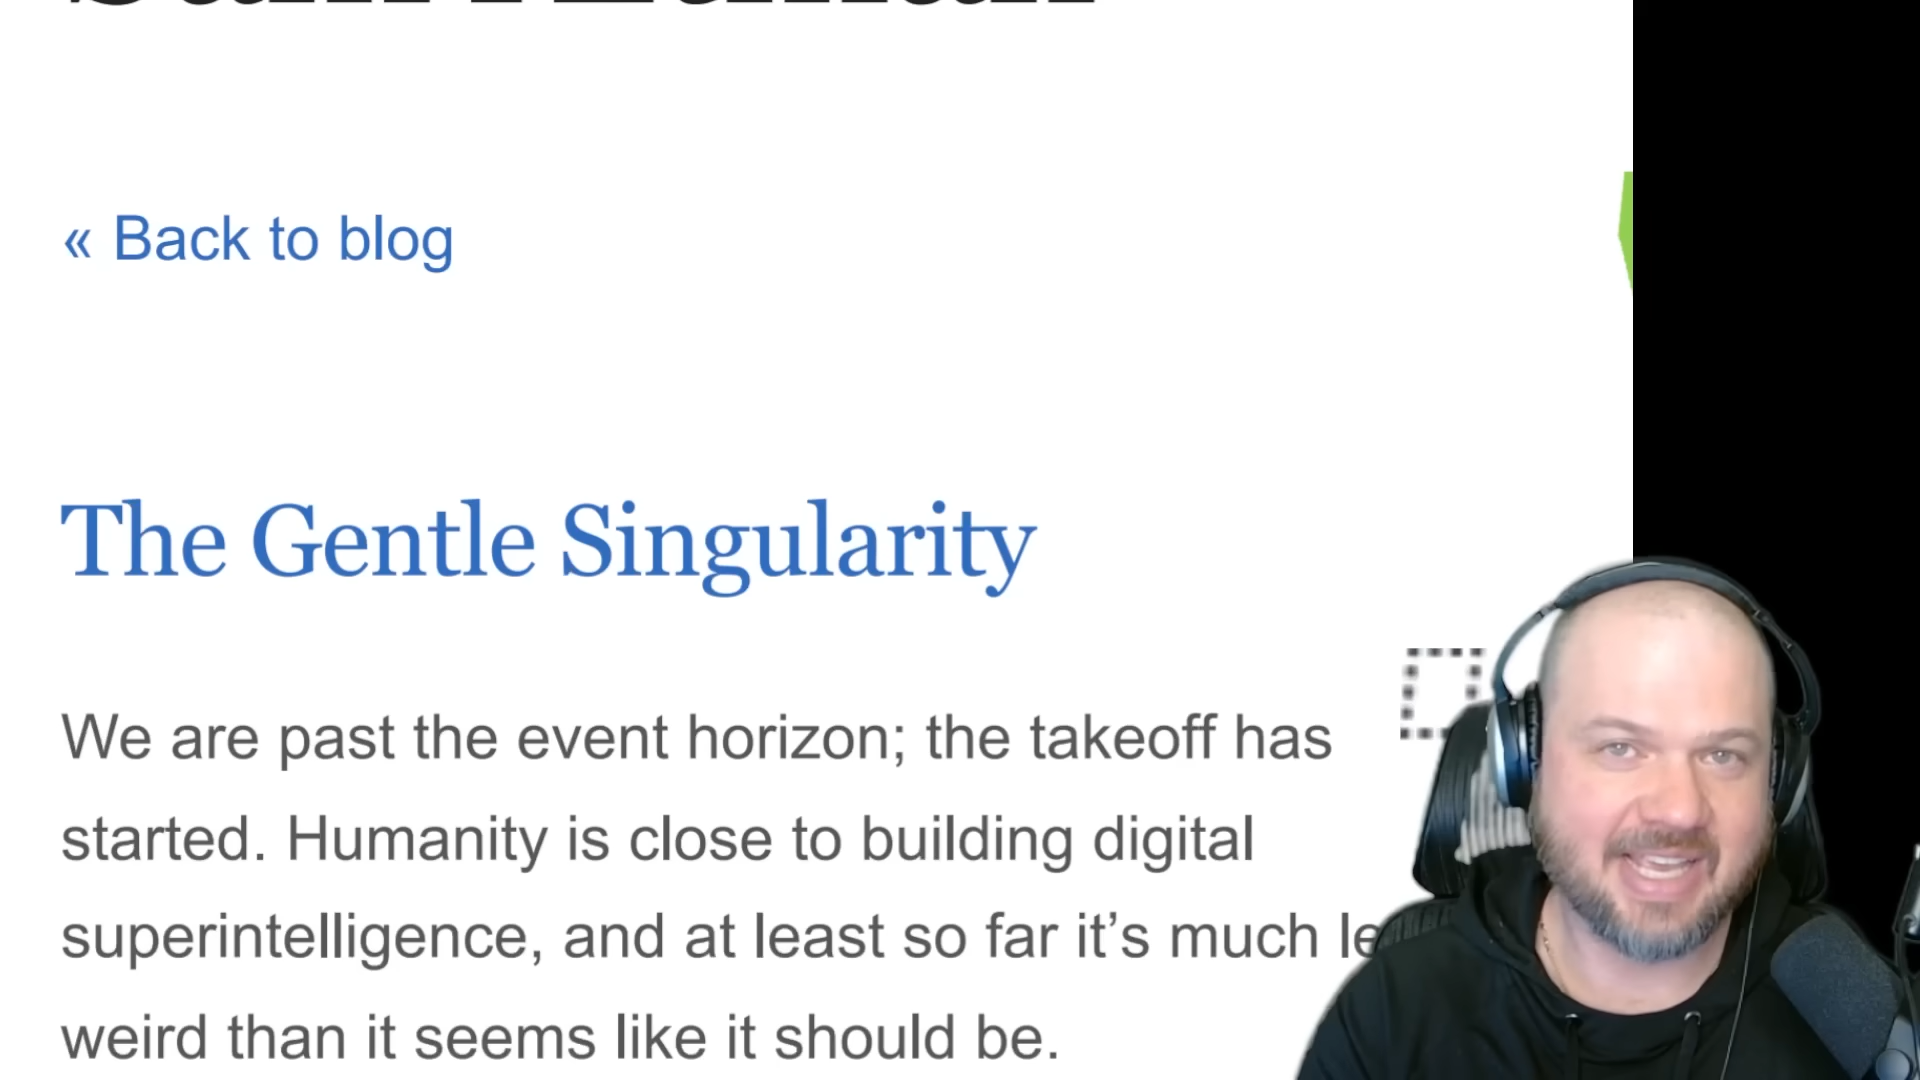 « Back to blog
The Gentle Singularity
We are past the event horizon; the takeoff has
started. Humanity is close to building digital
superintelligence, and at least so far it’s much
weird than it seems like it should be.